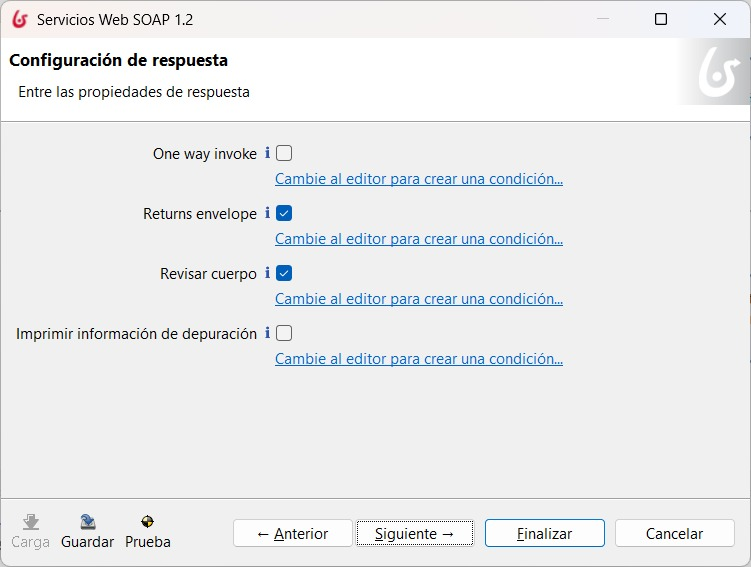 Servicios Web SOAP 1.2
Configuración de respuesta
Entre las propiedades de respuesta
One way invoke i
Cambie al editor para crear una condición...
Returns envelope i
Cambie al editor para crear una condición...
Revisar cuerpo i
Cambie al editor para crear una condición...
Imprimir información de depuración i
Cambie al editor para crear una condición...
Carga Guardar Prueba ← Anterior Siguiente → Finalizar Cancelar